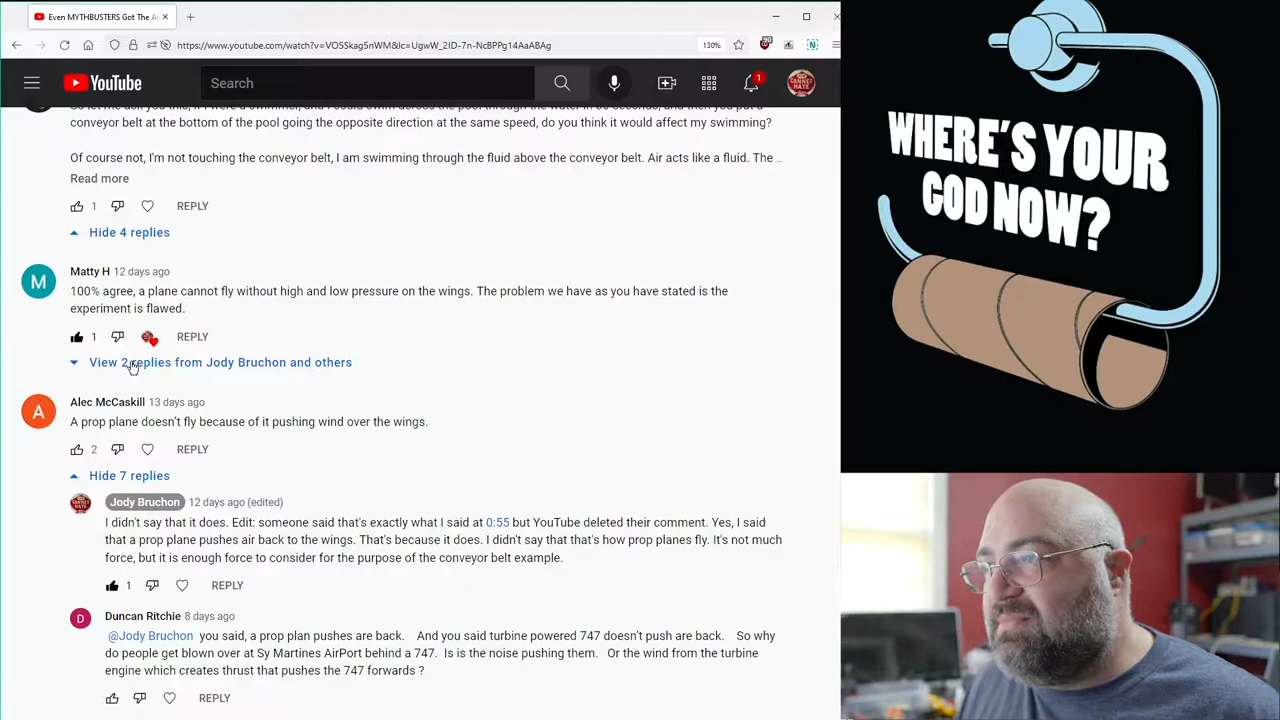 Even MYTHBUSTERS Got The A
https://www.youtube.com/watch?v=VO5Skag5nWM&lc=UgwW_2ID-7n-NcBPPg14AaABAg
130%
90
YouTube
Search
1
conveyor belt at the bottom of the pool going the opposite direction at the same speed, do you think it would affect my swimming?
Of course not, I'm not touching the conveyor belt, I am swimming through the fluid above the conveyor belt. Air acts like a fluid. The ..
Read more
1 REPLY
Hide 4 replies
M
Matty H 12 days ago
100% agree, a plane cannot fly without high and low pressure on the wings. The problem we have as you have stated is the
experiment is flawed.
1 REPLY
View 2 replies from Jody Bruchon and others
A
Alec McCaskill 13 days ago
A prop plane doesn't fly because of it pushing wind over the wings.
2 REPLY
Hide 7 replies
Jody Bruchon 12 days ago (edited)
I didn't say that it does. Edit: someone said that's exactly what I said at 0:55 but YouTube deleted their comment. Yes, I said
that a prop plane pushes air back to the wings. That's because it does. I didn't say that that's how prop planes fly. It's not much
force, but it is enough force to consider for the purpose of the conveyor belt example.
1 REPLY
D
Duncan Ritchie 8 days ago
@Jody Bruchon you said, a prop plan pushes are back. And you said turbine powered 747 doesn't push are back. So why
do people get blown over at Sy Martines AirPort behind a 747. Is is the noise pushing them. Or the wind from the turbine
engine which creates thrust that pushes the 747 forwards ?
REPLY
WHERE'S YOUR
GOD NOW?